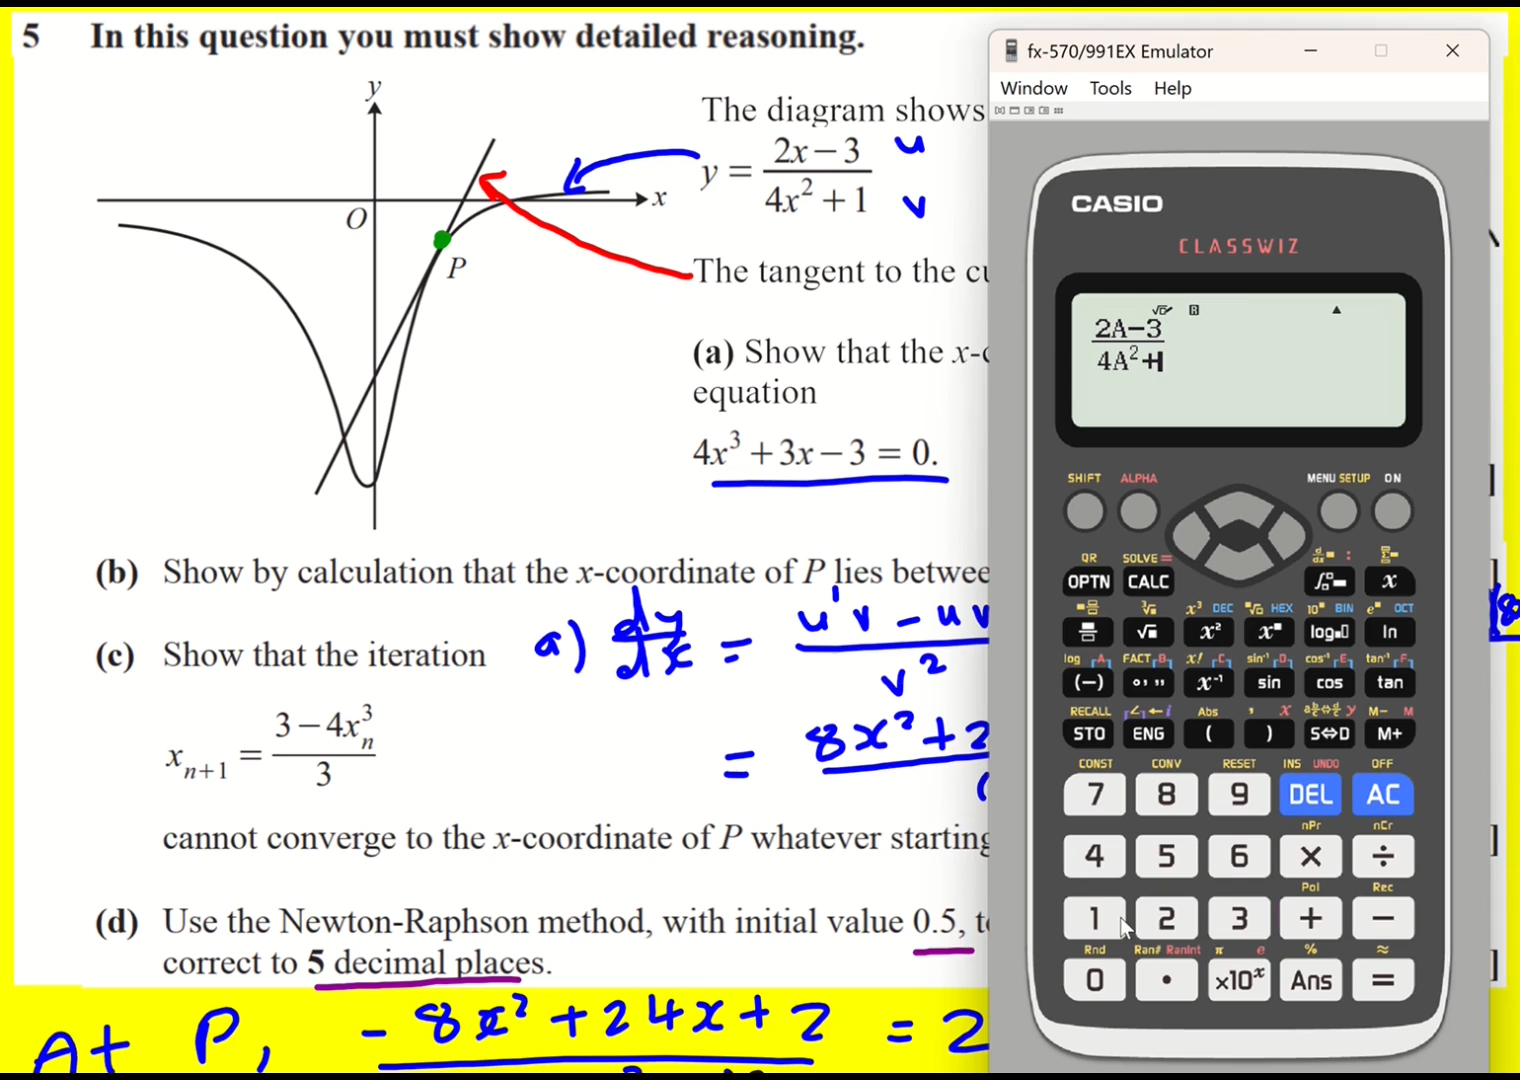 5 In this question you must show detailed reasoning.
y
x
O
P
The diagram shows
y = (2x − 3)/(4x² + 1)
u
v
The tangent to the
(a) Show that the
equation
4x³ + 3x − 3 = 0.
(b) Show by calculation that the x-coordinate of P lies
(c) Show that the iteration
xₙ₊₁ = (3 − 4xₙ³)/3
cannot converge to the x-coordinate of P whatever starting
(d) Use the Newton-Raphson method, with initial value 0.5,
correct to 5 decimal places.
a) dy/dx = u'v − uv
v²
= 8x² + 2
At P, −8x² + 24x + 2 = 2
fx-570/991EX Emulator
Window Tools Help
CASIO
CLASSWIZ
2A−3
4A²+1
SHIFT ALPHA MENU SETUP ON
QR SOLVE =
OPTN CALC x
x³ DEC HEX 10■ BIN e■ OCT
x² x■ log ln
log A FACT B x! C sin⁻¹ D cos⁻¹ E tan⁻¹ F
(−) x⁻¹ sin cos tan
RECALL ∠ ← i Abs , x y M− M
STO ENG ( ) S⇔D M+
CONST CONV RESET INS UNDO OFF
7 8 9 DEL AC
nPr nCr
4 5 6 × ÷
Pol Rec
1 2 3 + −
Rnd Ran# RanInt π e % ≈
0 • ×10ˣ Ans =